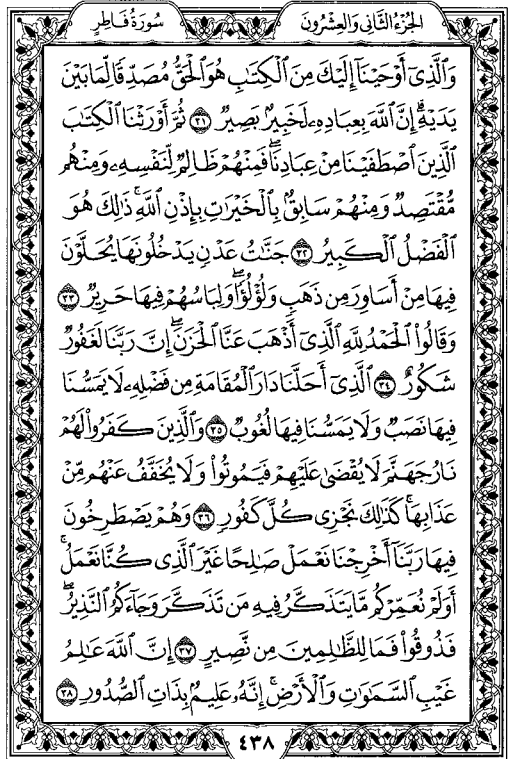 الجزء الثاني والعشرون
سورة فاطر
وَالَّذِىٓ أَوْحَيْنَآ إِلَيْكَ مِنَ ٱلْكِتَٰبِ هُوَ ٱلْحَقُّ مُصَدِّقًا لِّمَا بَيْنَ
يَدَيْهِ ۗ إِنَّ ٱللَّهَ بِعِبَادِهِۦ لَخَبِيرٌۢ بَصِيرٌ ٣١ ثُمَّ أَوْرَثْنَا ٱلْكِتَٰبَ
ٱلَّذِينَ ٱصْطَفَيْنَا مِنْ عِبَادِنَا ۖ فَمِنْهُمْ ظَالِمٌ لِّنَفْسِهِۦ وَمِنْهُم
مُّقْتَصِدٌ وَمِنْهُمْ سَابِقٌۢ بِٱلْخَيْرَٰتِ بِإِذْنِ ٱللَّهِ ۚ ذَٰلِكَ هُوَ
ٱلْفَضْلُ ٱلْكَبِيرُ ٣٢ جَنَّٰتُ عَدْنٍ يَدْخُلُونَهَا يُحَلَّوْنَ
فِيهَا مِنْ أَسَاوِرَ مِن ذَهَبٍ وَلُؤْلُؤًا ۖ وَلِبَاسُهُمْ فِيهَا حَرِيرٌ ٣٣
وَقَالُوا۟ ٱلْحَمْدُ لِلَّهِ ٱلَّذِىٓ أَذْهَبَ عَنَّا ٱلْحَزَنَ ۖ إِنَّ رَبَّنَا لَغَفُورٌ
شَكُورٌ ٣٤ ٱلَّذِىٓ أَحَلَّنَا دَارَ ٱلْمُقَامَةِ مِن فَضْلِهِۦ لَا يَمَسُّنَا
فِيهَا نَصَبٌ وَلَا يَمَسُّنَا فِيهَا لُغُوبٌ ٣٥ وَٱلَّذِينَ كَفَرُوا۟ لَهُمْ
نَارُ جَهَنَّمَ لَا يُقْضَىٰ عَلَيْهِمْ فَيَمُوتُوا۟ وَلَا يُخَفَّفُ عَنْهُم مِّنْ
عَذَابِهَا ۚ كَذَٰلِكَ نَجْزِى كُلَّ كَفُورٍ ٣٦ وَهُمْ يَصْطَرِخُونَ
فِيهَا رَبَّنَآ أَخْرِجْنَا نَعْمَلْ صَٰلِحًا غَيْرَ ٱلَّذِى كُنَّا نَعْمَلُ ۚ
أَوَلَمْ نُعَمِّرْكُم مَّا يَتَذَكَّرُ فِيهِ مَن تَذَكَّرَ وَجَآءَكُمُ ٱلنَّذِيرُ ۖ
فَذُوقُوا۟ فَمَا لِلظَّٰلِمِينَ مِن نَّصِيرٍ ٣٧ إِنَّ ٱللَّهَ عَٰلِمُ
غَيْبِ ٱلسَّمَٰوَٰتِ وَٱلْأَرْضِ ۚ إِنَّهُۥ عَلِيمٌۢ بِذَاتِ ٱلصُّدُورِ ٣٨
٤٣٨